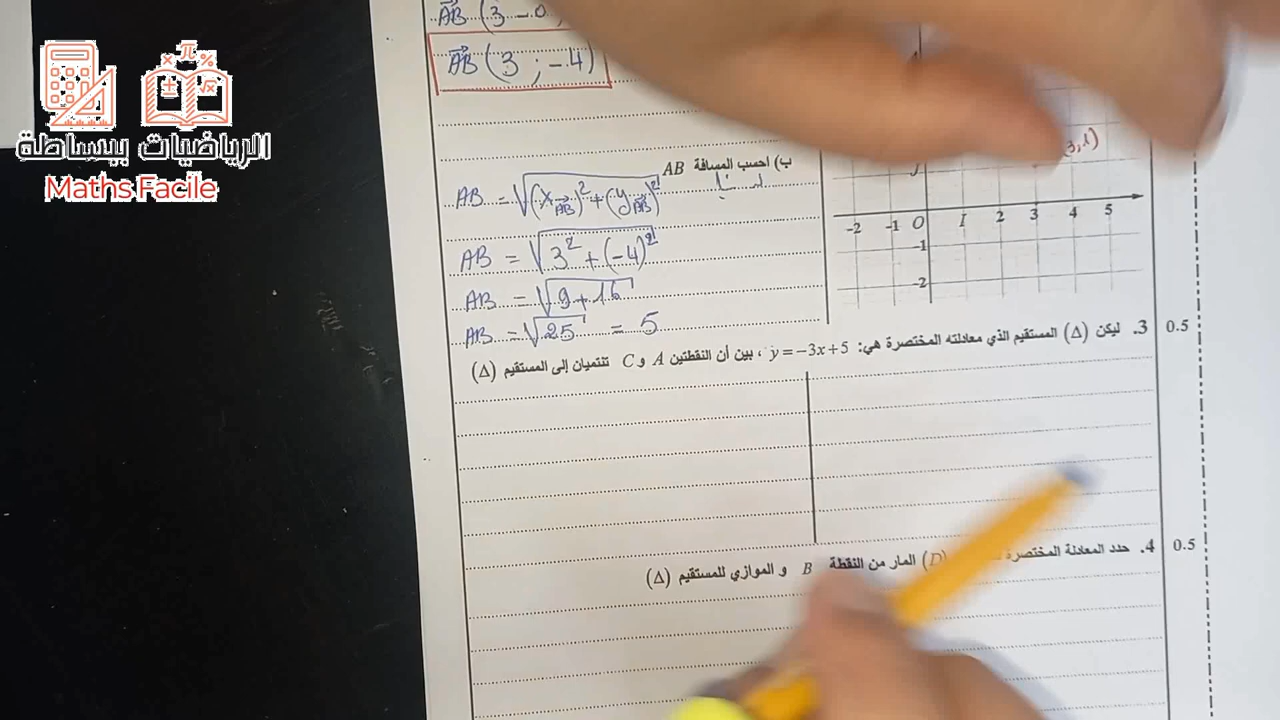 الرياضيات ببساطة
Maths Facile
AB (3 - 0
AB (3 ; -4)
3,1)
ب) احسب المسافة AB
AB = √(x_AB)² + (y_AB)²
AB = √3² + (-4)²
AB = √9 + 16
AB = √25 = 5
J
-2 -1 O I 2 3 4 5
-1
-2
3. ليكن (Δ) المستقيم الذي معادلته المختصرة هي: y = -3x + 5 ، بين أن النقطتين A و C تنتميان إلى المستقيم (Δ)
0.5
4. حدد المعادلة المختصرة (D) المار من النقطة B و الموازي للمستقيم (Δ)
0.5